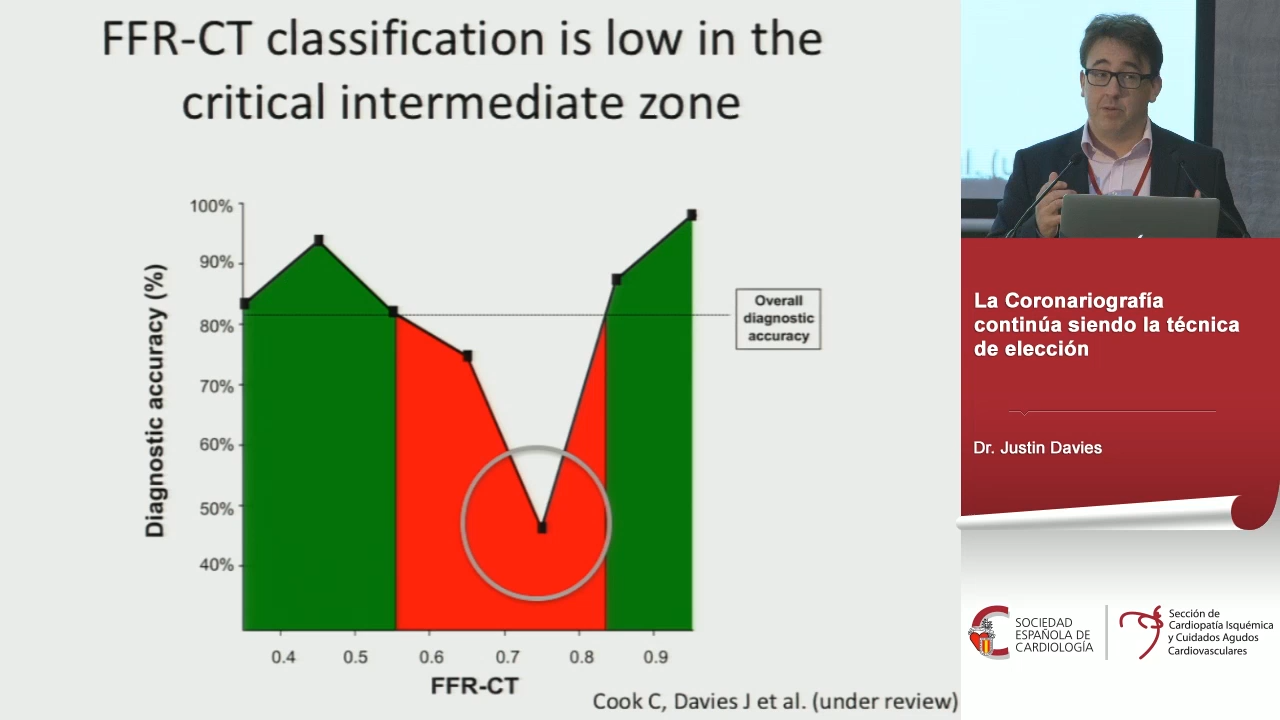 FFR-CT classification is low in the
critical intermediate zone
100%
90%
80%
70%
60%
50%
40%
Diagnostic accuracy (%)
Overall
diagnostic
accuracy
0.4 0.5 0.6 0.7 0.8 0.9
FFR-CT
Cook C, Davies J et al. (under review)
La Coronariografía
continúa siendo la técnica
de elección
Dr. Justin Davies
SOCIEDAD
ESPAÑOLA DE
CARDIOLOGÍA
Sección de
Cardiopatía Isquémica
y Cuidados Agudos
Cardiovasculares